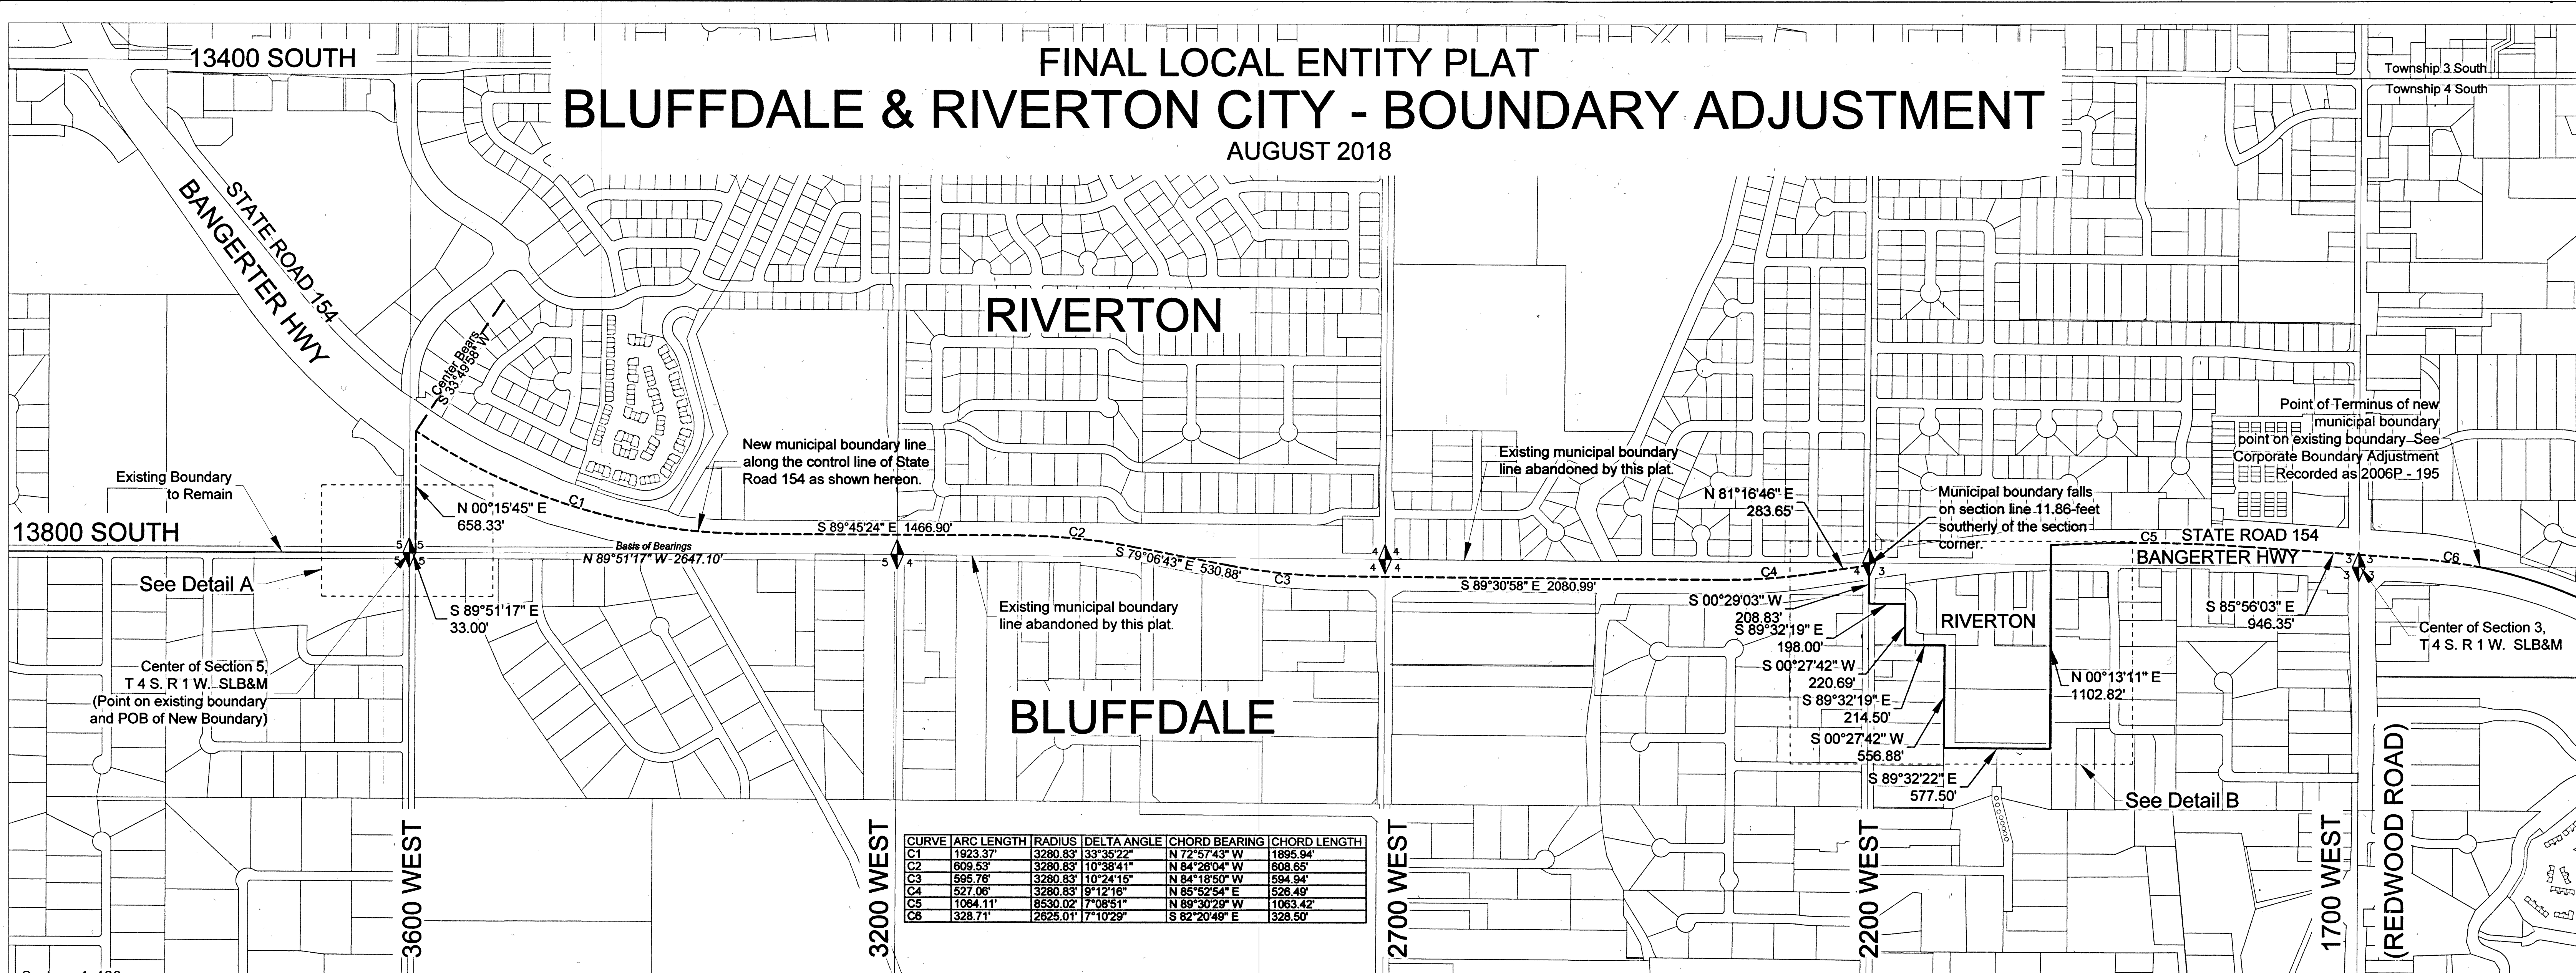 13400 SOUTH
FINAL LOCAL ENTITY PLAT
BLUFFDALE & RIVERTON CITY - BOUNDARY ADJUSTMENT
AUGUST 2018
Township 3 South
Township 4 South
STATE ROAD 154
BANGERTER HWY
RIVERTON
Center Bears
S 33°49'58" W
Existing Boundary
to Remain
13800 SOUTH
See Detail A
N 00°15'45" E
658.33'
C1
New municipal boundary line
along the control line of State
Road 154 as shown hereon.
S 89°45'24" E 1466.90'
C2
Basis of Bearings
N 89°51'17" W 2647.10'
5 5
5 5
5 4
S 89°51'17" E
33.00'
Center of Section 5,
T 4 S. R 1 W. SLB&M
(Point on existing boundary
and POB of New Boundary)
S 79°06'43" E 530.88'
C3
Existing municipal boundary
line abandoned by this plat.
4 4
4 4
Existing municipal boundary
line abandoned by this plat.
S 89°30'58" E 2080.99'
C4
N 81°16'46" E
283.65'
Municipal boundary falls
on section line 11.86-feet
southerly of the section
corner.
4 3
S 00°29'03" W
208.83'
S 89°32'19" E
198.00'
S 00°27'42" W
220.69'
S 89°32'19" E
214.50'
S 00°27'42" W
556.88'
S 89°32'22" E
577.50'
RIVERTON
N 00°13'11" E
1102.82'
See Detail B
C5
STATE ROAD 154
BANGERTER HWY
Point of Terminus of new
municipal boundary
point on existing boundary See
Corporate Boundary Adjustment
Recorded as 2006P - 195
3 3
3 3
C6
S 85°56'03" E
946.35'
Center of Section 3,
T 4 S. R 1 W. SLB&M
BLUFFDALE
3600 WEST
3200 WEST
CURVE ARC LENGTH RADIUS DELTA ANGLE CHORD BEARING CHORD LENGTH
C1 1923.37' 3280.83' 33°35'22" N 72°57'43" W 1895.94'
C2 609.53' 3280.83' 10°38'41" N 84°26'04" W 608.65'
C3 595.76' 3280.83' 10°24'15" N 84°18'50" W 594.94'
C4 527.06' 3280.83' 9°12'16" N 85°52'54" E 526.49'
C5 1064.11' 8530.02' 7°08'51" N 89°30'29" W 1063.42'
C6 328.71' 2625.01' 7°10'29" S 82°20'49" E 328.50'
2700 WEST
2200 WEST
1700 WEST
(REDWOOD ROAD)